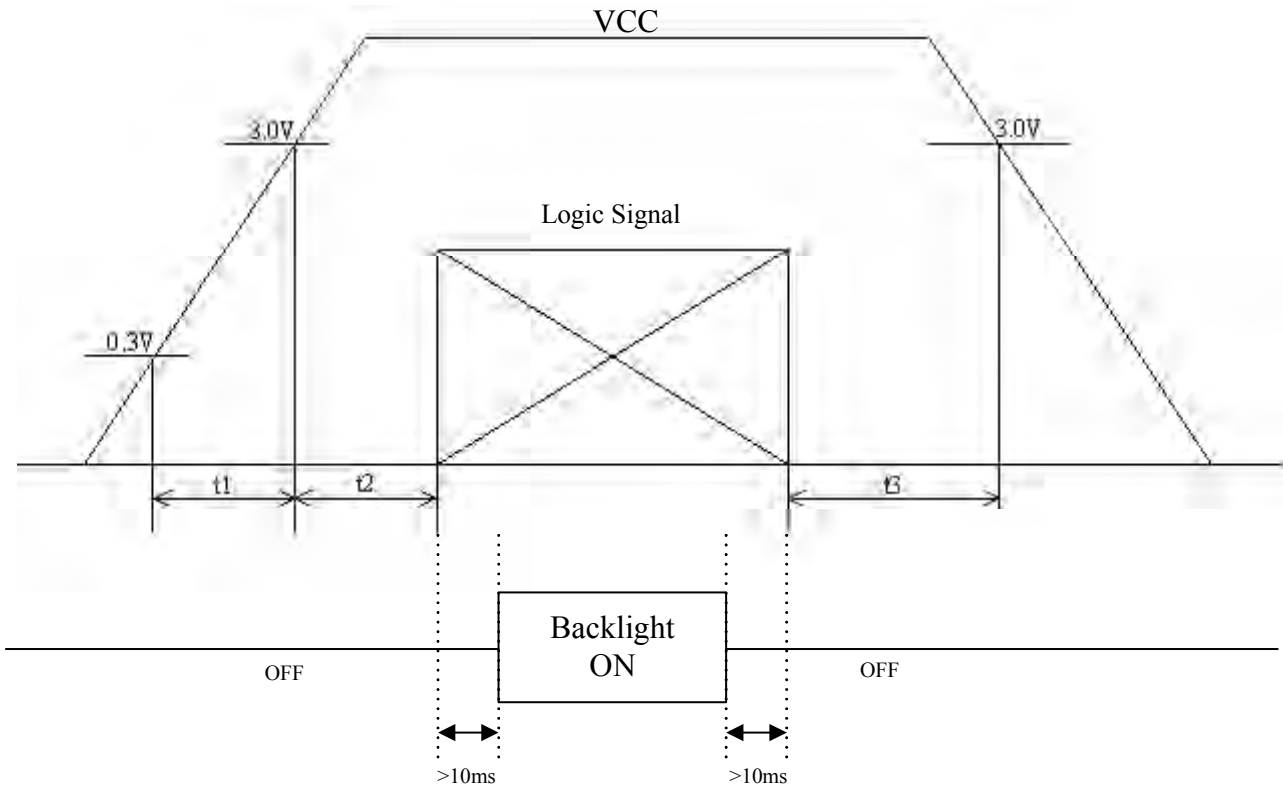 VCC
3.0V
3.0V
Logic Signal
0.3V
t1
t2
t3
Backlight
ON
OFF
OFF
>10ms
>10ms